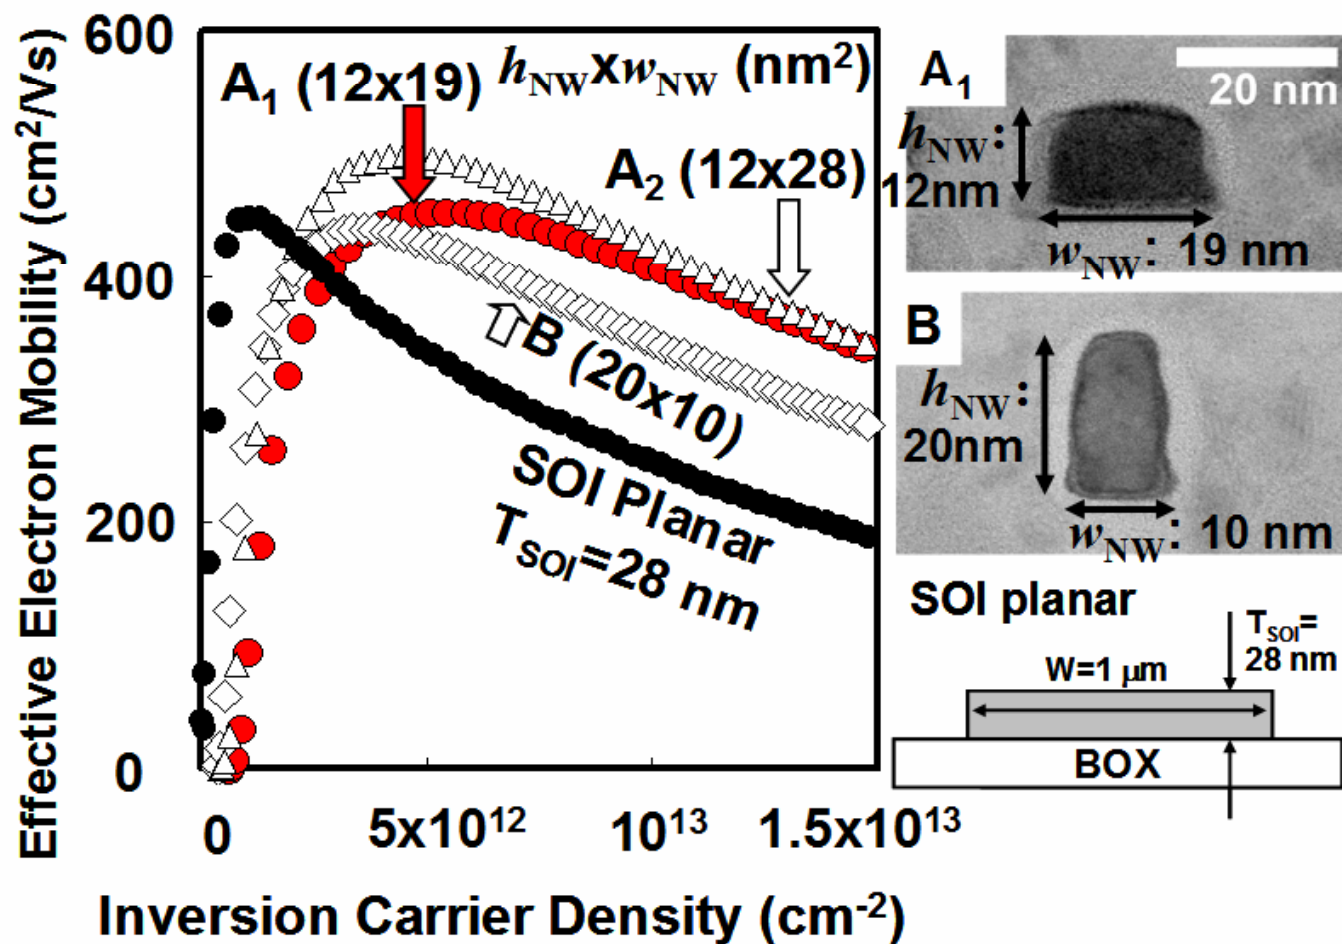 Effective Electron Mobility (cm²/Vs)
600
400
200
0
0
5x10¹²
10¹³
1.5x10¹³
Inversion Carrier Density (cm⁻²)
hNWxwNW (nm²)
A₁ (12x19)
A₂ (12x28)
B (20x10)
SOI Planar
TSOI=28 nm
A₁
20 nm
hNW:
12nm
wNW: 19 nm
B
hNW:
20nm
wNW: 10 nm
SOI planar
TSOI=
28 nm
W=1 μm
BOX